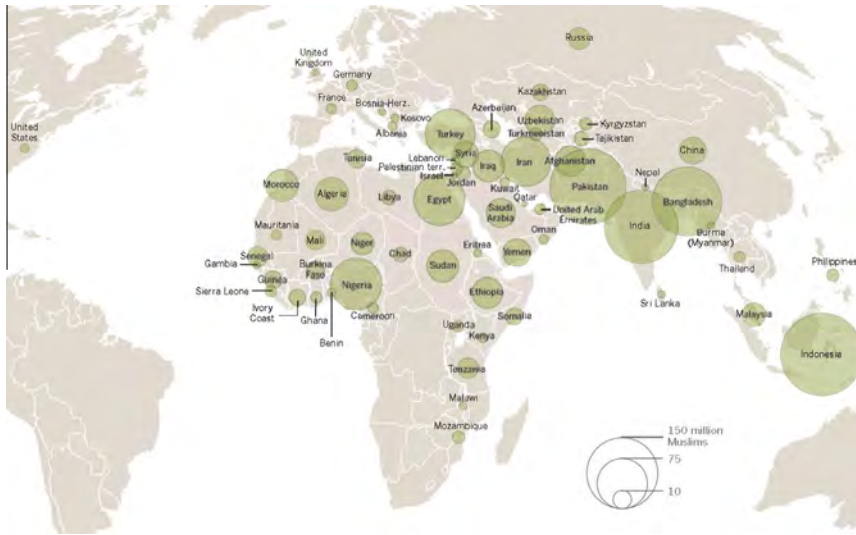 Russia
United
Kingdom
Germany
France
Bosnia-Herz.
Kosovo
Albania
United
States
Kazakhstan
Azerbaijan
Uzbekistan
Turkmenistan
Kyrgyzstan
Tajikistan
Turkey
Syria
Lebanon
Palestinian terr.
Israel
Jordan
Iraq
Iran
Afghanistan
China
Tunisia
Morocco
Algeria
Libya
Egypt
Kuwait
Qatar
Saudi
Arabia
United Arab
Emirates
Oman
Pakistan
Nepal
India
Bangladesh
Burma
(Myanmar)
Mauritania
Mali
Niger
Chad
Eritrea
Yemen
Thailand
Philippines
Senegal
Gambia
Burkina
Faso
Guinea
Sierra Leone
Ivory
Coast
Ghana
Benin
Nigeria
Cameroon
Sudan
Ethiopia
Somalia
Sri Lanka
Malaysia
Uganda
Kenya
Indonesia
Tanzania
Malawi
Mozambique
150 million
Muslims
75
10